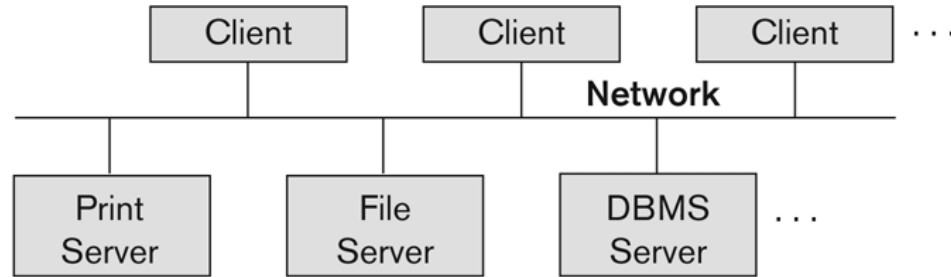 Client
Client
Client
. . .
Network
Print
Server
File
Server
DBMS
Server
. . .